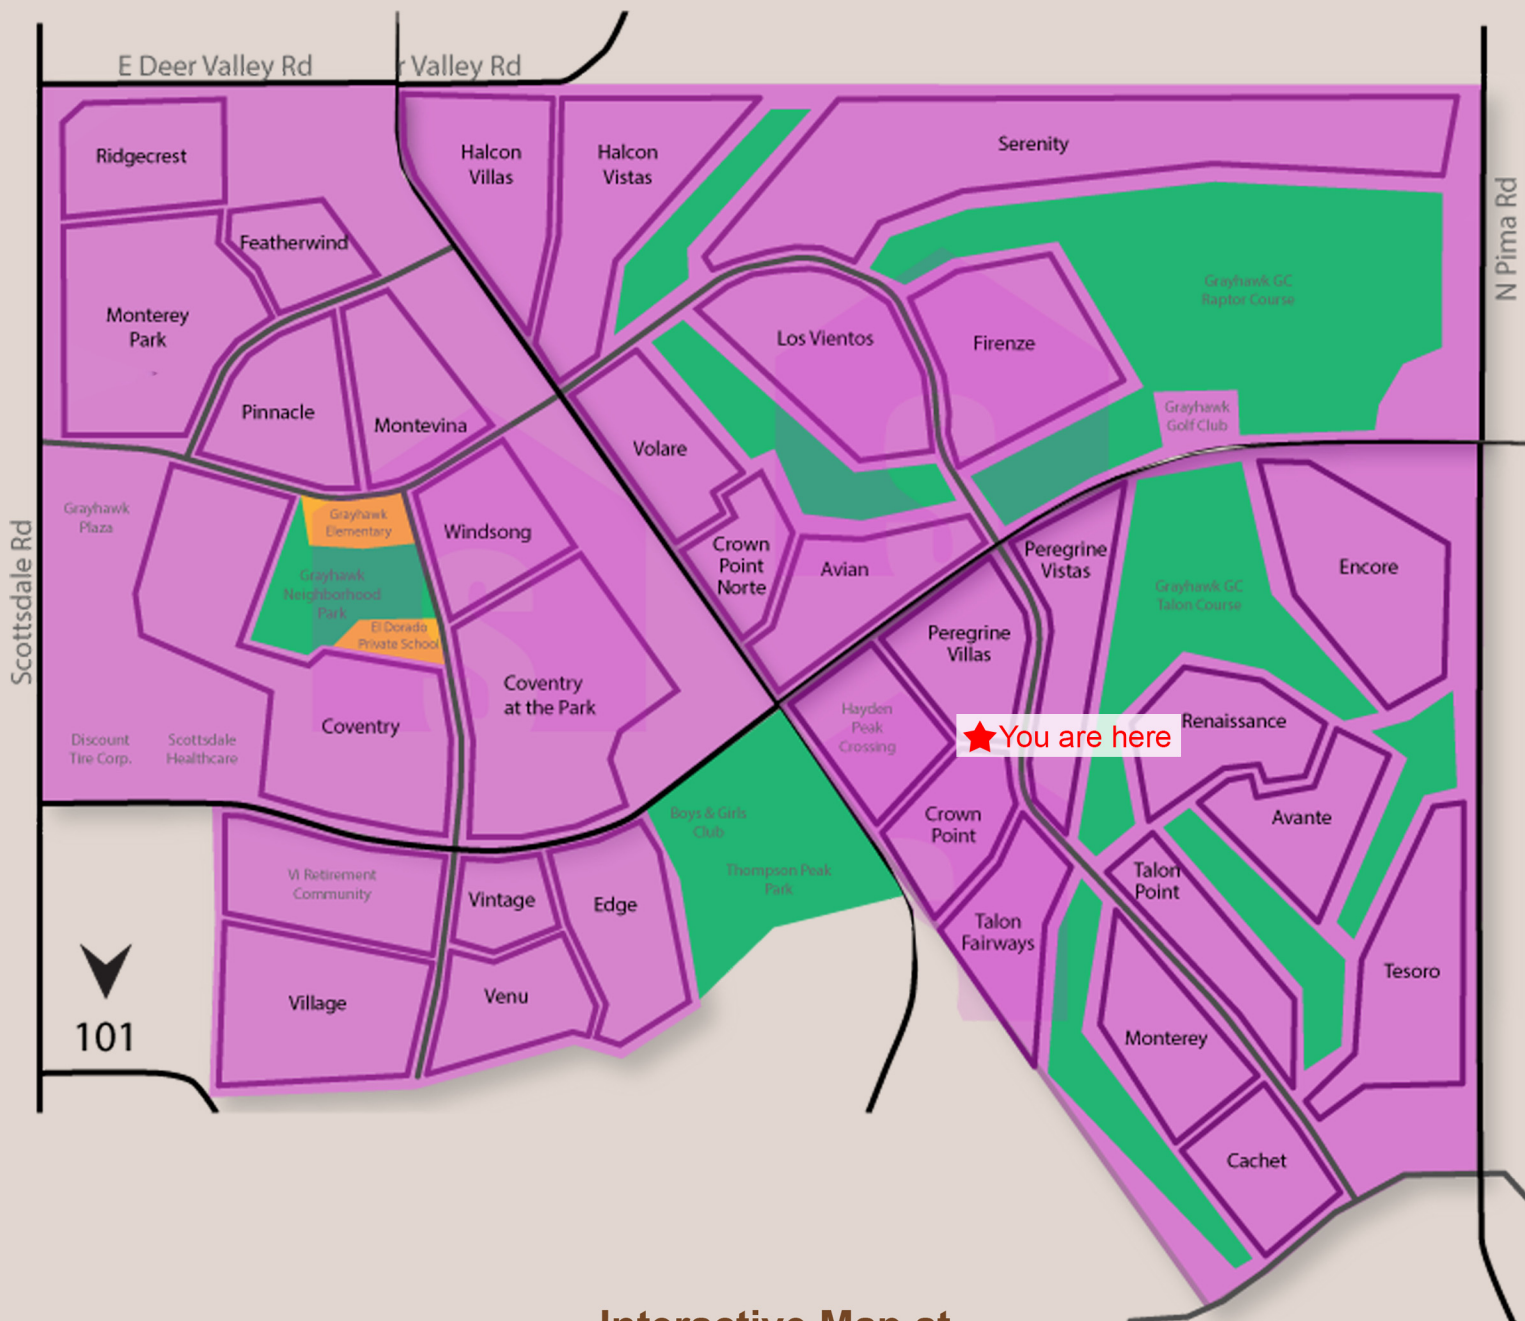 E Deer Valley Rd
r Valley Rd
Ridgecrest
Halcon
Villas
Halcon
Vistas
Serenity
N Pima Rd
Featherwind
Monterey
Park
Grayhawk GC
Raptor Course
Los Vientos
Firenze
Pinnacle
Montevina
Grayhawk
Golf Club
Volare
Grayhawk
Plaza
Grayhawk
Elementary
Windsong
Crown
Point
Norte
Avian
Peregrine
Vistas
Encore
Scottsdale Rd
Grayhawk
Neighborhood
Park
Grayhawk GC
Talon Course
El Dorado
Private School
Peregrine
Villas
Coventry
at the Park
Coventry
Hayden
Peak
Crossing
You are here
Renaissance
Discount
Tire Corp.
Scottsdale
Healthcare
Boys & Girls
Club
Crown
Point
Avante
Vi Retirement
Community
Vintage
Edge
Thompson Peak
Park
Talon
Point
Talon
Fairways
Tesoro
Village
Venu
101
Monterey
Cachet
Interactive Map at